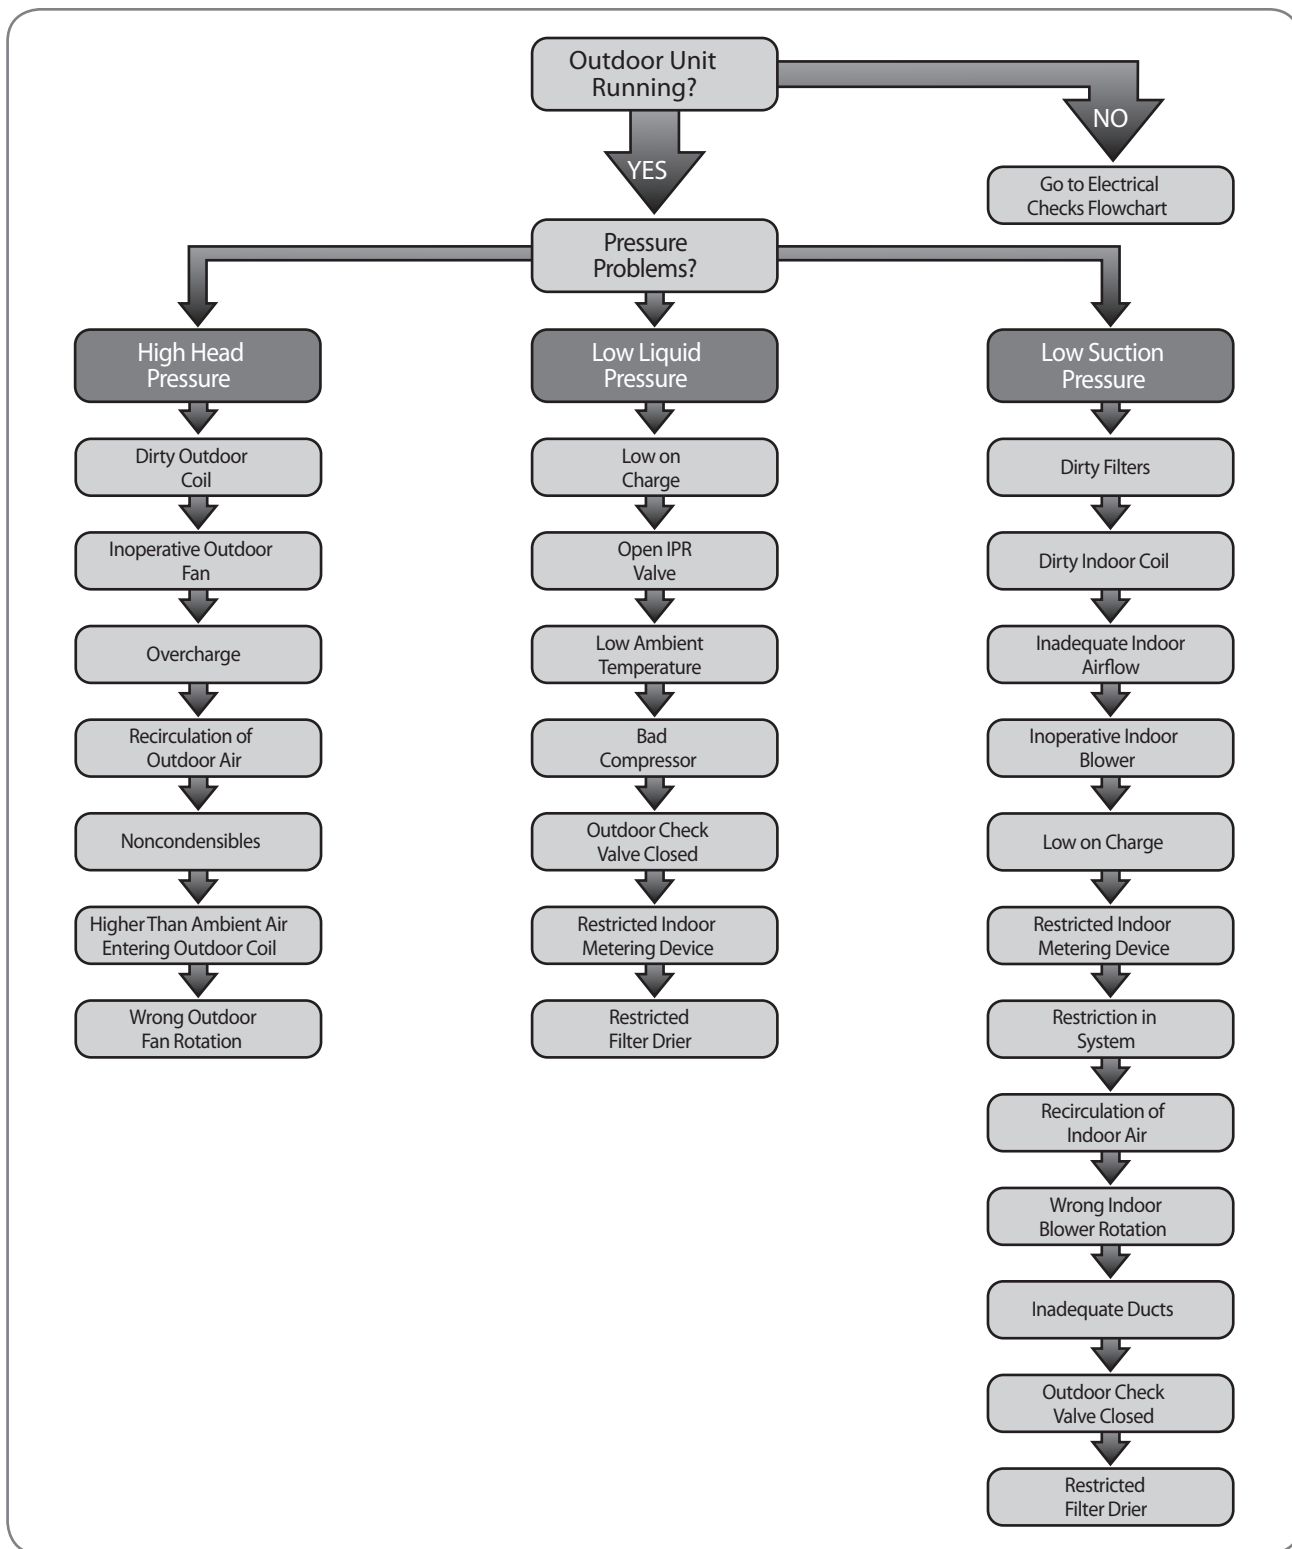 Outdoor Unit
Running?
NO
YES
Go to Electrical
Checks Flowchart
Pressure
Problems?
High Head
Pressure
Dirty Outdoor
Coil
Inoperative Outdoor
Fan
Overcharge
Recirculation of
Outdoor Air
Noncondensibles
Higher Than Ambient Air
Entering Outdoor Coil
Wrong Outdoor
Fan Rotation
Low Liquid
Pressure
Low on
Charge
Open IPR
Valve
Low Ambient
Temperature
Bad
Compressor
Outdoor Check
Valve Closed
Restricted Indoor
Metering Device
Restricted
Filter Drier
Low Suction
Pressure
Dirty Filters
Dirty Indoor Coil
Inadequate Indoor
Airflow
Inoperative Indoor
Blower
Low on Charge
Restricted Indoor
Metering Device
Restriction in
System
Recirculation of
Indoor Air
Wrong Indoor
Blower Rotation
Inadequate Ducts
Outdoor Check
Valve Closed
Restricted
Filter Drier